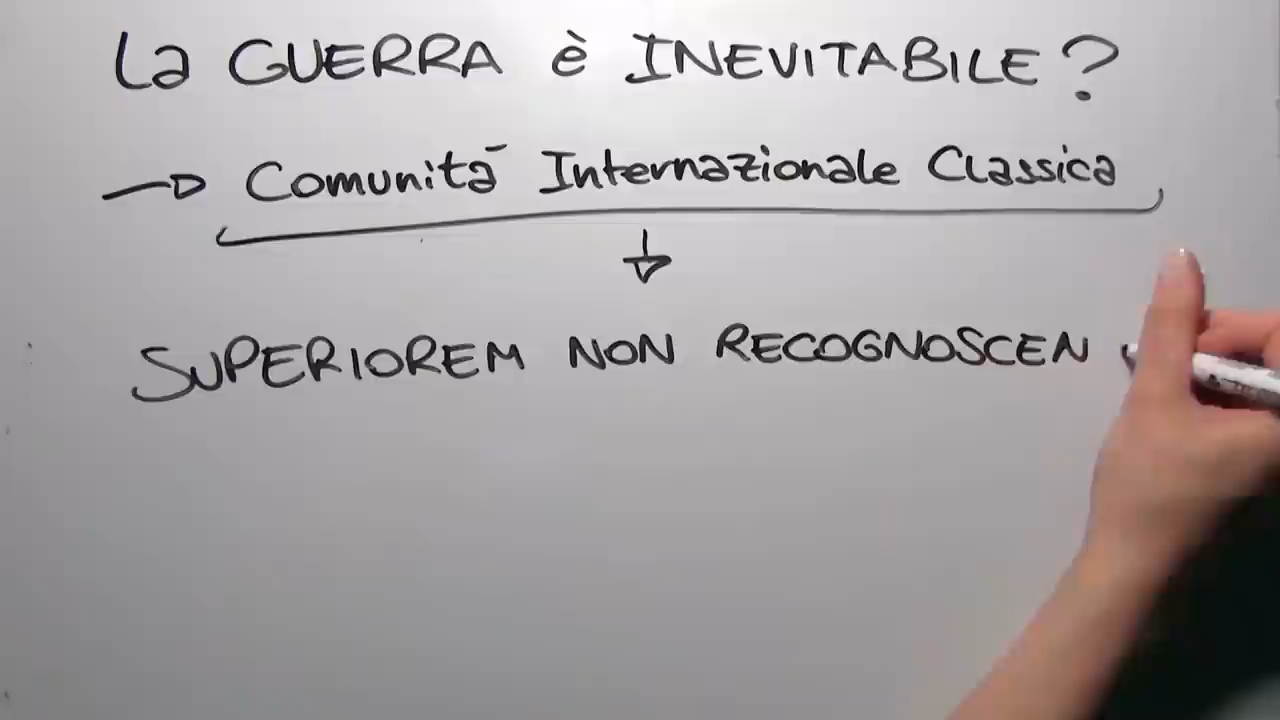 La GUERRA è INEVITABILE?
Comunità Internazionale Classica
SUPERIOREM NON RECOGNOSCEN